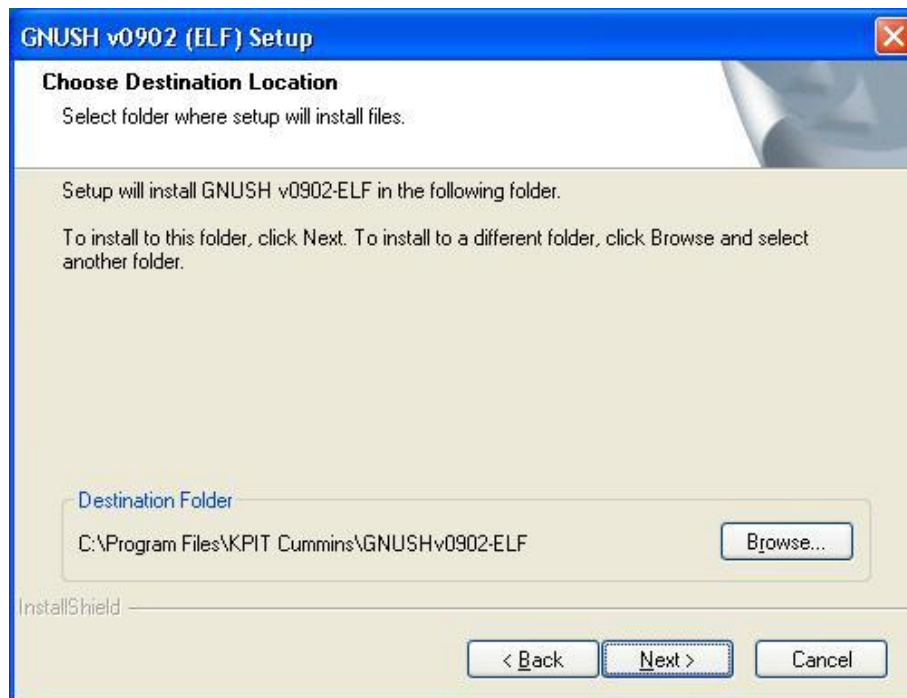 GNUSH v0902 (ELF) Setup
Choose Destination Location
Select folder where setup will install files.
Setup will install GNUSH v0902-ELF in the following folder.
To install to this folder, click Next. To install to a different folder, click Browse and select
another folder.
Destination Folder
C:\Program Files\KPIT Cummins\GNUSHv0902-ELF
Browse...
InstallShield
< Back
Next >
Cancel